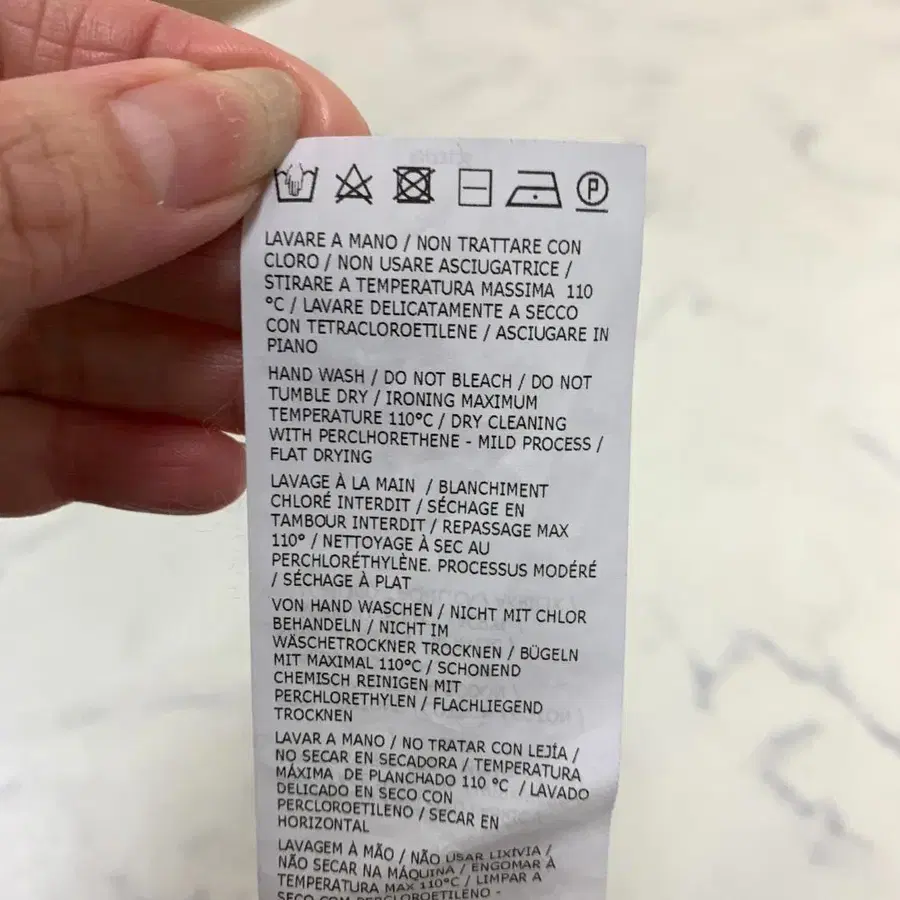 P
LAVARE A MANO / NON TRATTARE CON
CLORO / NON USARE ASCIUGATRICE /
STIRARE A TEMPERATURA MASSIMA 110
°C / LAVARE DELICATAMENTE A SECCO
CON TETRACLOROETILENE / ASCIUGARE IN
PIANO
HAND WASH / DO NOT BLEACH / DO NOT
TUMBLE DRY / IRONING MAXIMUM
TEMPERATURE 110°C / DRY CLEANING
WITH PERCLHORETHENE - MILD PROCESS /
FLAT DRYING
LAVAGE À LA MAIN / BLANCHIMENT
CHLORÉ INTERDIT / SÉCHAGE EN
TAMBOUR INTERDIT / REPASSAGE MAX
110° / NETTOYAGE À SEC AU
PERCHLORÉTHYLÈNE. PROCESSUS MODÉRÉ
/ SÉCHAGE À PLAT
VON HAND WASCHEN / NICHT MIT CHLOR
BEHANDELN / NICHT IM
WÄSCHETROCKNER TROCKNEN / BÜGELN
MIT MAXIMAL 110°C / SCHONEND
CHEMISCH REINIGEN MIT
PERCHLORETHYLEN / FLACHLIEGEND
TROCKNEN
LAVAR A MANO / NO TRATAR CON LEJÍA /
NO SECAR EN SECADORA / TEMPERATURA
MÁXIMA DE PLANCHADO 110 °C / LAVADO
DELICADO EN SECO CON
PERCLOROETILENO / SECAR EN
HORIZONTAL
LAVAGEM À MÃO / NÃO USAR LIXÍVIA /
NÃO SECAR NA MÁQUINA / ENGOMAR À
TEMPERATURA MAX 110°C / LIMPAR A
SECO COM PERCLOROETILENO -